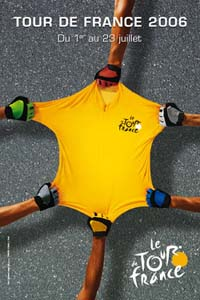 TOUR DE FRANCE 2006
Du 1er au 23 juillet
le
TOUR
de
france
le
TOUR
de
france